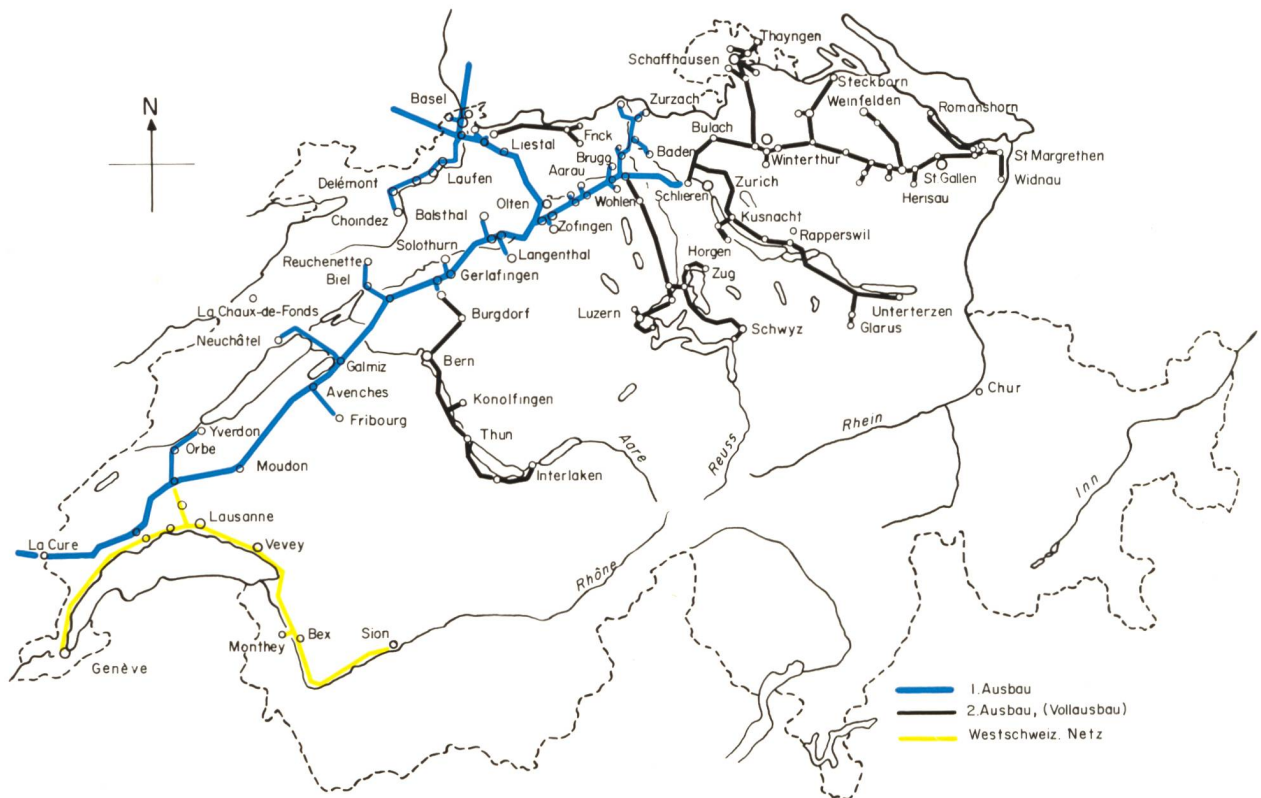 N
Thayngen
Schaffhausen
Steckborn
Basel
Zurzach
Weinfelden
Romanshorn
Frick
Bulach
Liestal
Baden
Brugg
Winterthur
St Margrethen
Laufen
Aarau
Delémont
Zurich
St Gallen
Widnau
Schlieren
Wohlen
Herisau
Olten
Choindez
Balsthal
Kusnacht
Zofingen
Rapperswil
Solothurn
Langenthal
Horgen
Reuchenette
Gerlafingen
Zug
Biel
La Chaux-de-Fonds
Burgdorf
Luzern
Unterterzen
Schwyz
Glarus
Neuchâtel
Bern
Galmiz
Chur
Avenches
Konolfingen
Fribourg
Rhein
Yverdon
Thun
Aare
Orbe
Reuss
Moudon
Interlaken
Inn
Lausanne
La Cure
Vevey
Rhône
Bex
Sion
Monthey
Genève
1. Ausbau
2. Ausbau, (Vollausbau)
Westschweiz. Netz